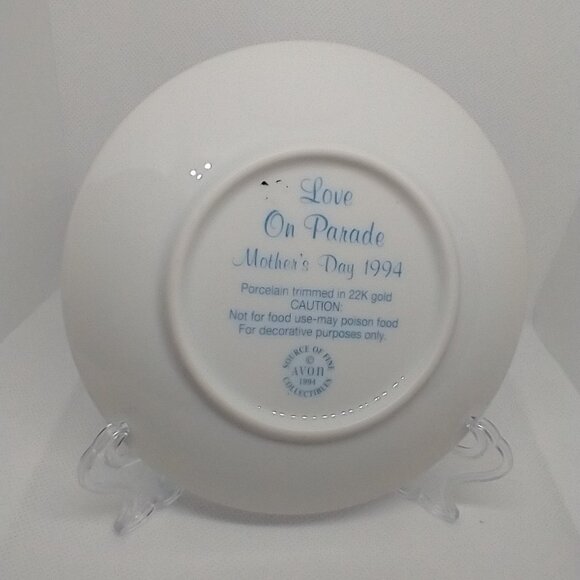 Love
On Parade
Mother's Day 1994
Porcelain trimmed in 22K gold
CAUTION:
Not for food use-may poison food
For decorative purposes only.
SOURCE OF FINE
©
AVON
1994
COLLECTIBLES